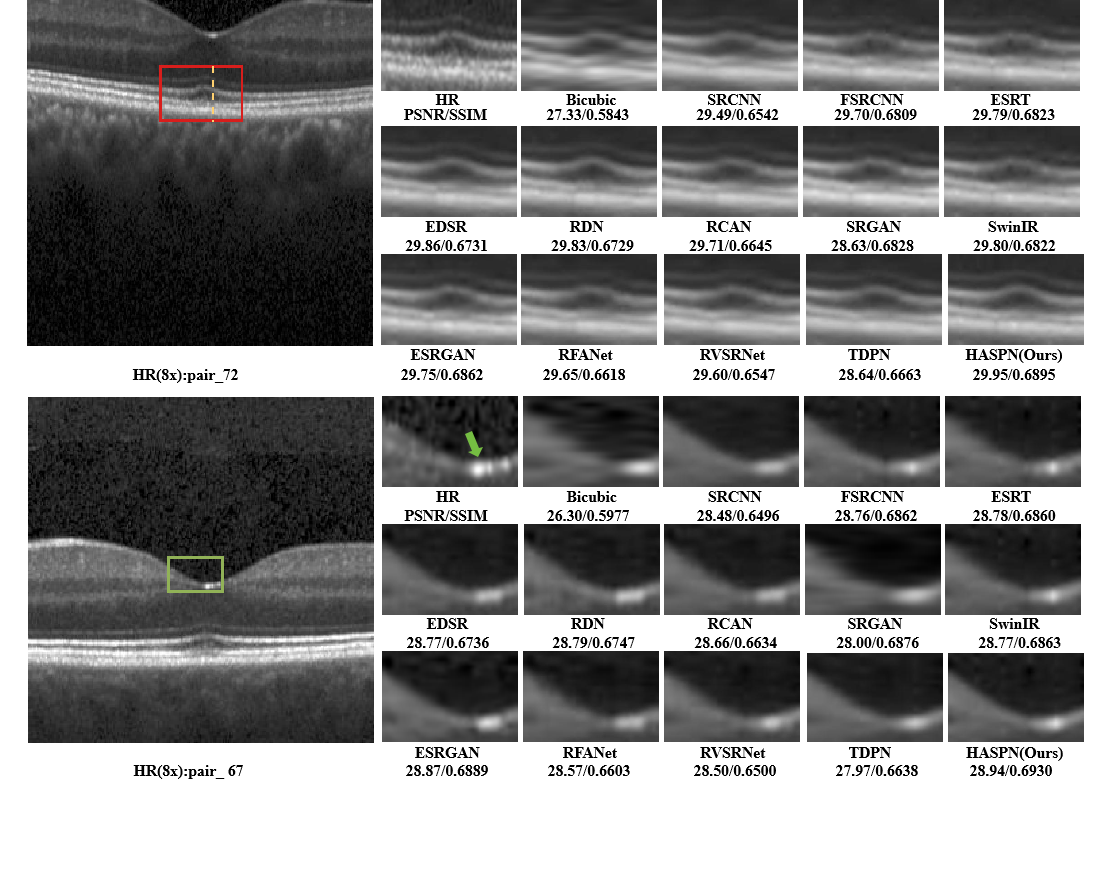 HR Bicubic SRCNN FSRCNN ESRT
PSNR/SSIM 27.33/0.5843 29.49/0.6542 29.70/0.6809 29.79/0.6823
EDSR RDN RCAN SRGAN SwinIR
29.86/0.6731 29.83/0.6729 29.71/0.6645 28.63/0.6828 29.80/0.6822
ESRGAN RFANet RVSRNet TDPN HASPN(Ours)
29.75/0.6862 29.65/0.6618 29.60/0.6547 28.64/0.6663 29.95/0.6895
HR(8x):pair_72
HR Bicubic SRCNN FSRCNN ESRT
PSNR/SSIM 26.30/0.5977 28.48/0.6496 28.76/0.6862 28.78/0.6860
EDSR RDN RCAN SRGAN SwinIR
28.77/0.6736 28.79/0.6747 28.66/0.6634 28.00/0.6876 28.77/0.6863
ESRGAN RFANet RVSRNet TDPN HASPN(Ours)
28.87/0.6889 28.57/0.6603 28.50/0.6500 27.97/0.6638 28.94/0.6930
HR(8x):pair_ 67